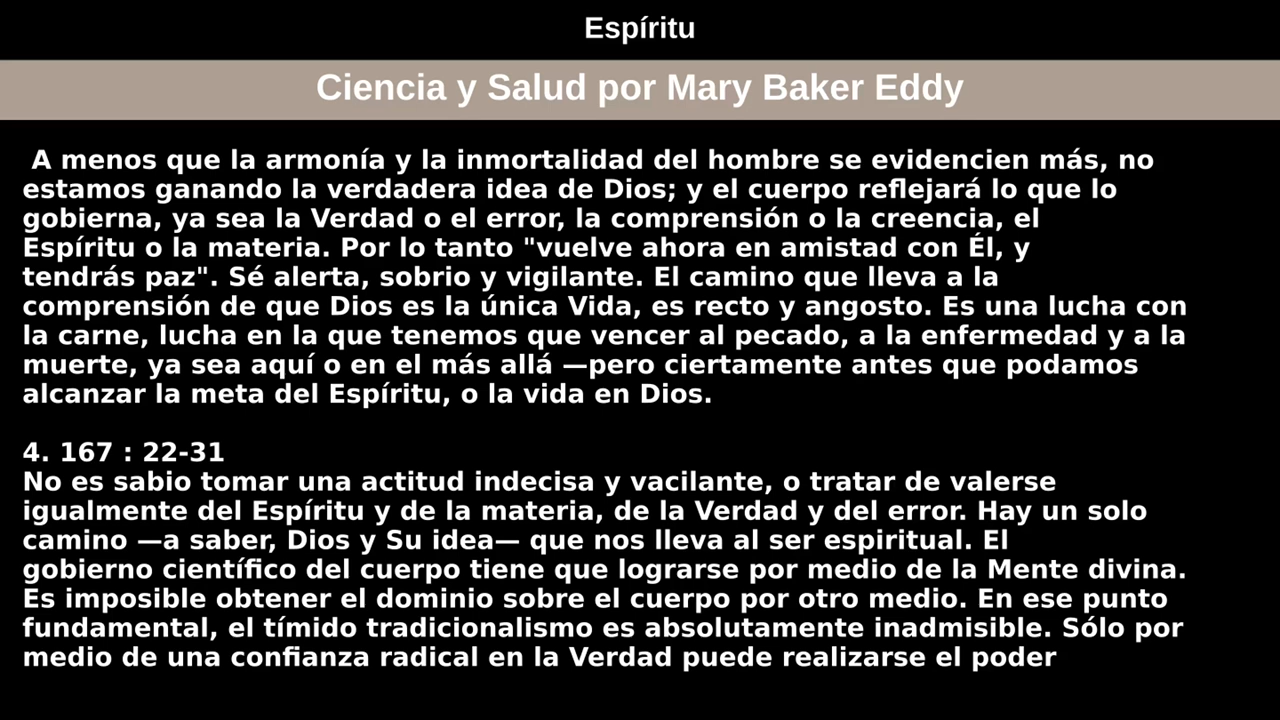 Espíritu
Ciencia y Salud por Mary Baker Eddy
A menos que la armonía y la inmortalidad del hombre se evidencien más, no
estamos ganando la verdadera idea de Dios; y el cuerpo reflejará lo que lo
gobierna, ya sea la Verdad o el error, la comprensión o la creencia, el
Espíritu o la materia. Por lo tanto "vuelve ahora en amistad con Él, y
tendrás paz". Sé alerta, sobrio y vigilante. El camino que lleva a la
comprensión de que Dios es la única Vida, es recto y angosto. Es una lucha con
la carne, lucha en la que tenemos que vencer al pecado, a la enfermedad y a la
muerte, ya sea aquí o en el más allá —pero ciertamente antes que podamos
alcanzar la meta del Espíritu, o la vida en Dios.
4. 167 : 22-31
No es sabio tomar una actitud indecisa y vacilante, o tratar de valerse
igualmente del Espíritu y de la materia, de la Verdad y del error. Hay un solo
camino —a saber, Dios y Su idea— que nos lleva al ser espiritual. El
gobierno científico del cuerpo tiene que lograrse por medio de la Mente divina.
Es imposible obtener el dominio sobre el cuerpo por otro medio. En ese punto
fundamental, el tímido tradicionalismo es absolutamente inadmisible. Sólo por
medio de una confianza radical en la Verdad puede realizarse el poder